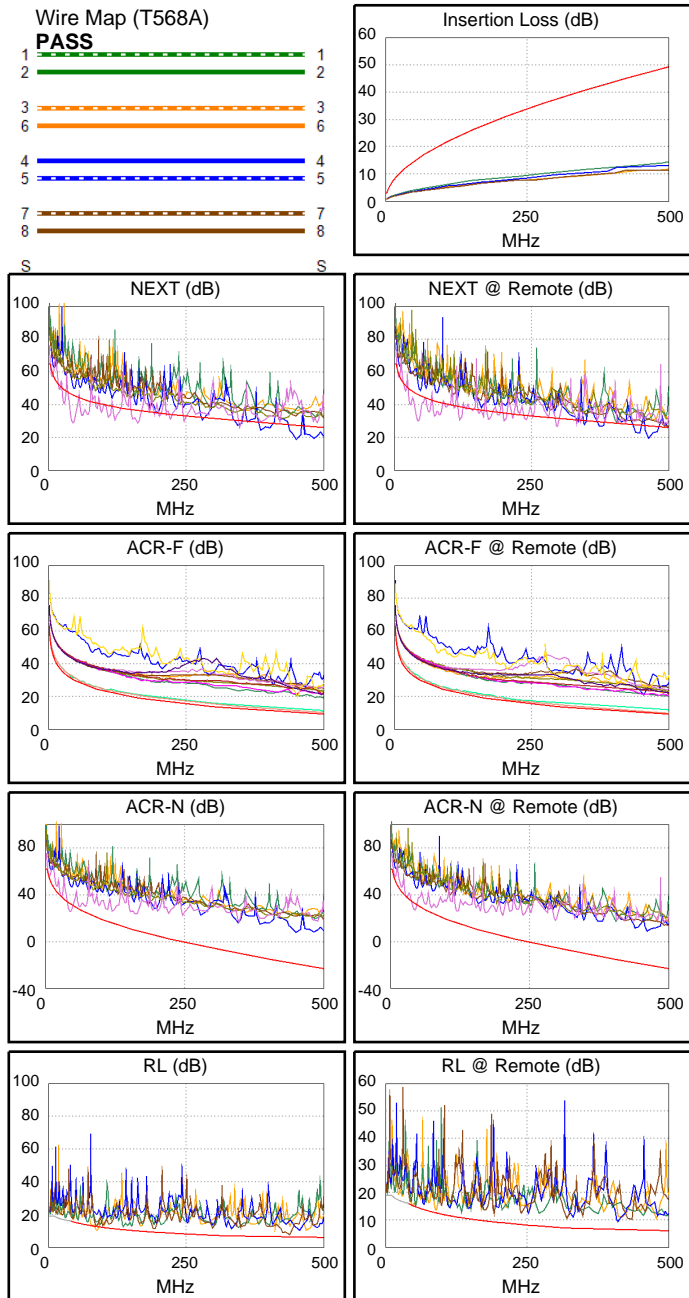 Wire Map (T568A)
PASS
1 1
2 2
3 3
6 6
4 4
5 5
7 7
8 8
S S
Insertion Loss (dB)
60
50
40
30
20
10
0
250 500
MHz
NEXT (dB)
100
80
60
40
20
0
0 250 500
MHz
NEXT @ Remote (dB)
100
80
60
40
20
0
0 250 500
MHz
ACR-F (dB)
100
80
60
40
20
0
0 250 500
MHz
ACR-F @ Remote (dB)
100
80
60
40
20
0
0 250 500
MHz
ACR-N (dB)
80
40
0
-40
0 250 500
MHz
ACR-N @ Remote (dB)
80
40
0
-40
0 250 500
MHz
RL (dB)
100
80
60
40
20
0
0 250 500
MHz
RL @ Remote (dB)
60
50
40
30
20
10
0
0 250 500
MHz